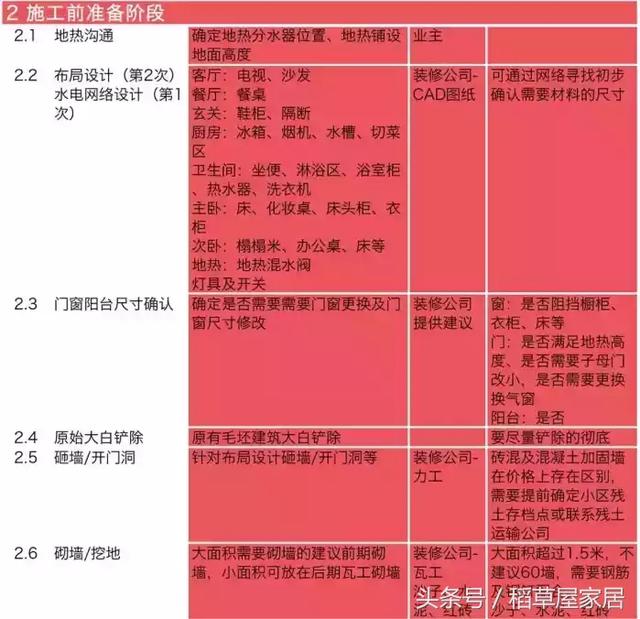 2 施工前准备阶段
2.1 地热沟通 确定地热分水器位置、地热铺设 业主
地面高度
2.2 布局设计（第2次） 客厅：电视、沙发 装修公司- 可通过网络寻找初步
水电网络设计（第1 餐厅：餐桌 CAD图纸 确认需要材料的尺寸
次） 玄关：鞋柜、隔断
厨房：冰箱、烟机、水槽、切菜
区
卫生间：坐便、淋浴区、浴室柜
、热水器、洗衣机
主卧：床、化妆桌、床头柜、衣
柜
次卧：榻榻米、办公桌、床等
地热：地热混水阀
灯具及开关
2.3 门窗阳台尺寸确认 确定是否需要需要门窗更换及门 装修公司 窗：是否阻挡橱柜、
窗尺寸修改 提供建议 衣柜、床等
门：是否满足地热高
度、是否需要子母门
改小，是否需要更换
换气窗
阳台：是否
2.4 原始大白铲除 原有毛坯建筑大白铲除 要尽量铲除的彻底
2.5 砸墙/开门洞 针对布局设计砸墙/开门洞等 装修公司- 砖混及混凝土加固墙
力工 在价格上存在区别，
需要提前确定小区残
土存档点或联系残土
运输公司
2.6 砌墙/挖地 大面积需要砌墙的建议前期砌 装修公司- 大面积超过1.5米，不
墙，小面积可放在后期瓦工砌墙 瓦工 建议60墙，需要钢筋
沙子、水 及
泥、红砖 沙子、水泥、红砖
头条号/稻草屋家居